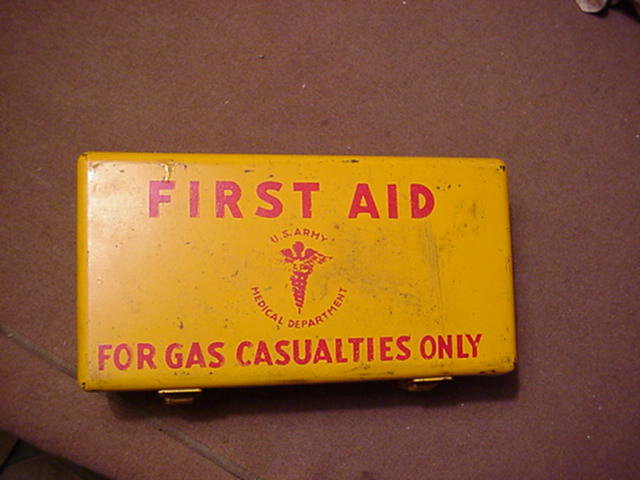 FIRST AID
U.S. ARMY
MEDICAL DEPARTMENT
FOR GAS CASUALTIES ONLY